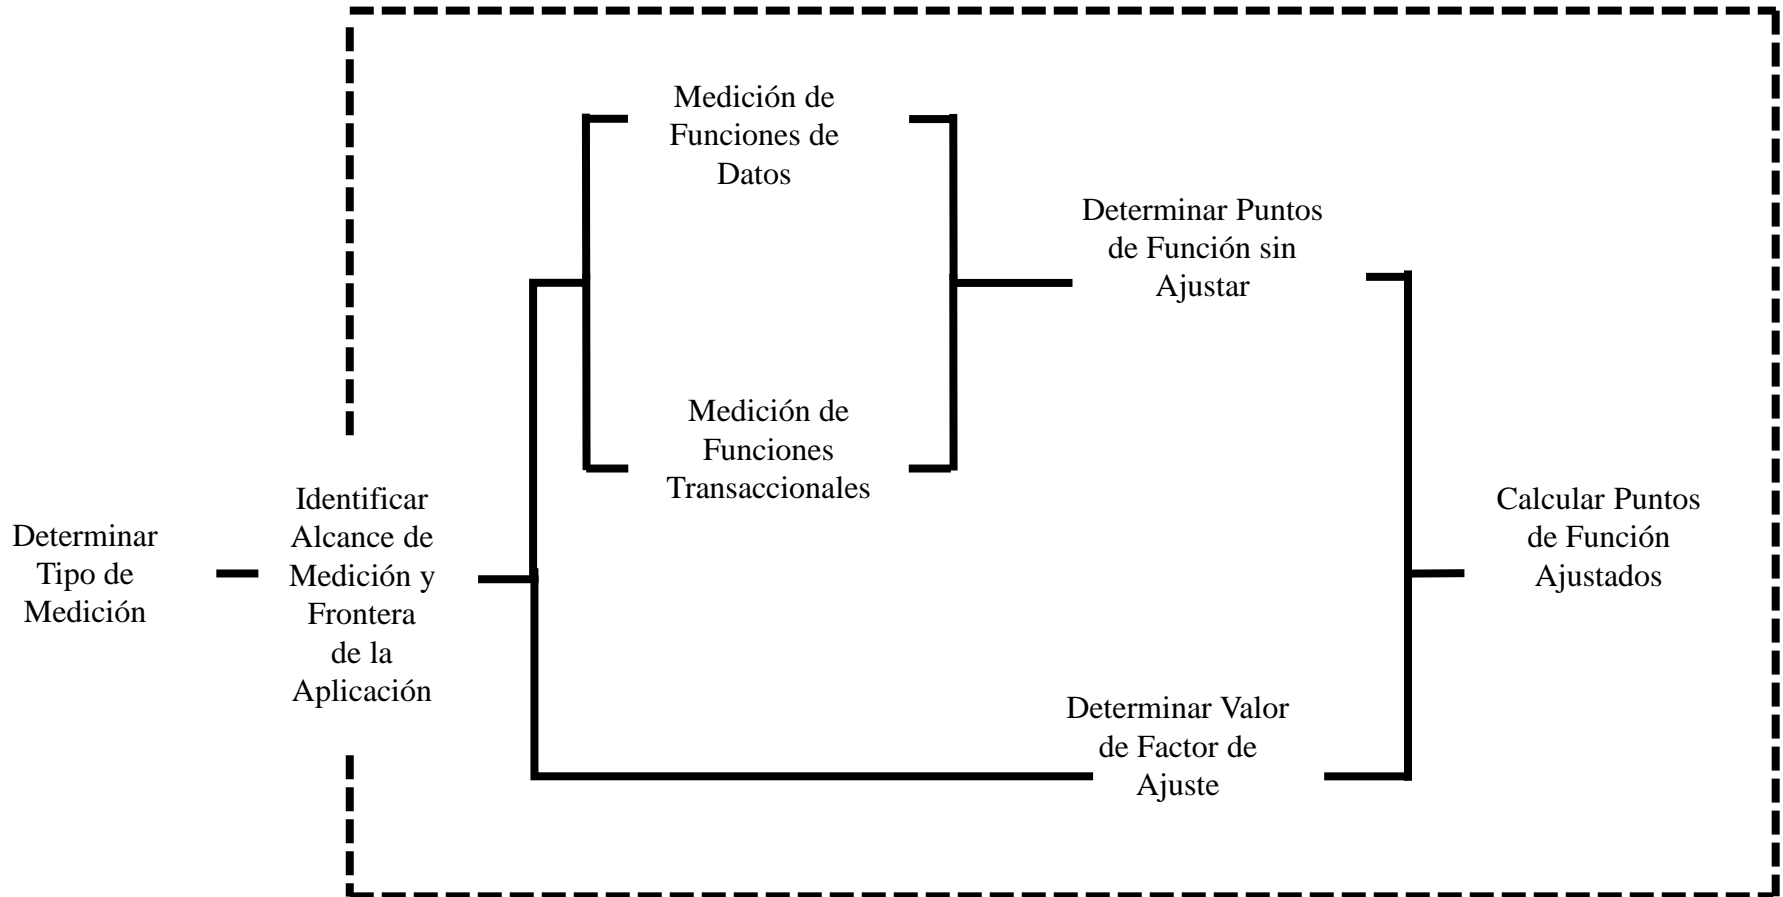 Determinar
Tipo de
Medición
Identificar
Alcance de
Medición y
Frontera
de la
Aplicación
Medición de
Funciones de
Datos
Medición de
Funciones
Transaccionales
Determinar Puntos
de Función sin
Ajustar
Determinar Valor
de Factor de
Ajuste
Calcular Puntos
de Función
Ajustados